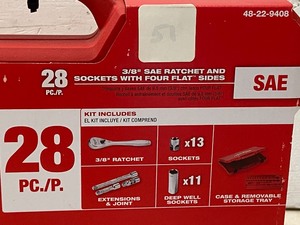 48-22-9408
28
PC./P.
3/8" SAE RATCHET AND
SOCKETS WITH FOUR FLAT™ SIDES
SAE
28
PC./P.
KIT INCLUDES
EL KIT INCLUYE / KIT COMPREND
3/8" RATCHET
x13
SOCKETS
EXTENSIONS
& JOINT
x11
DEEP WELL
SOCKETS
CASE & REMOVABLE
STORAGE TRAY